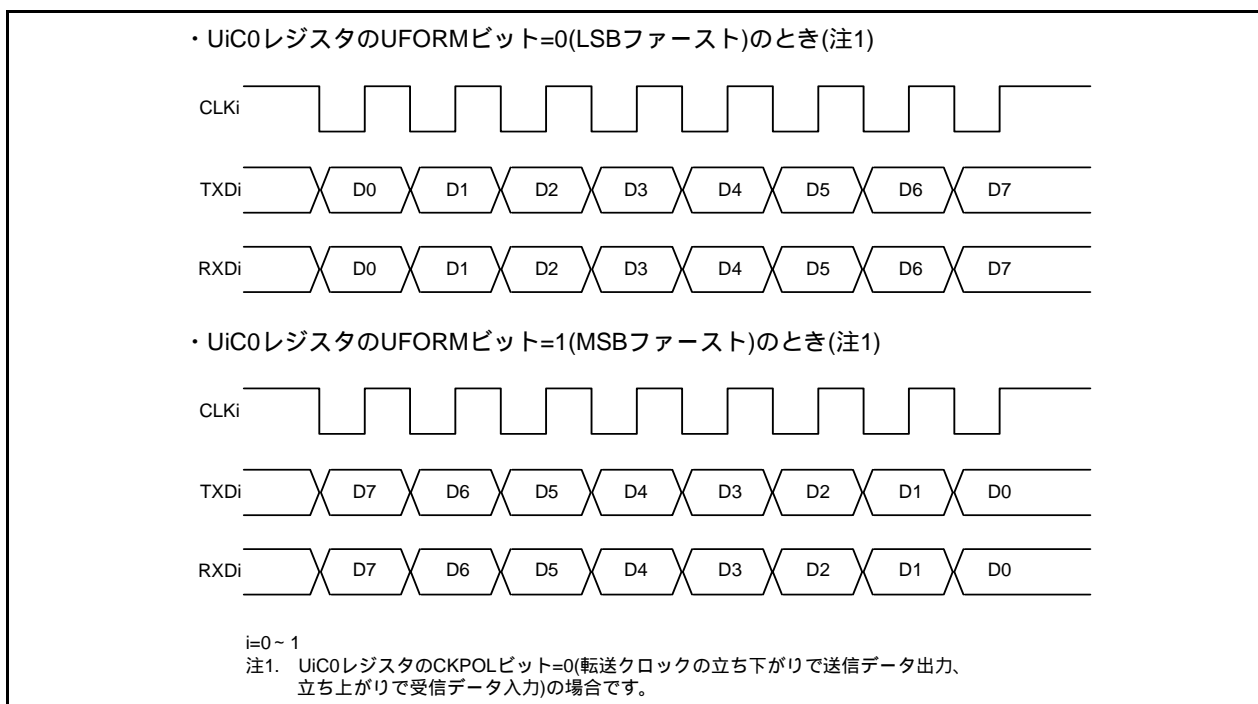 ・UiC0レジスタのUFORMビット=0(LSBファースト)のとき(注1)
CLKi
TXDi D0 D1 D2 D3 D4 D5 D6 D7
RXDi D0 D1 D2 D3 D4 D5 D6 D7
・UiC0レジスタのUFORMビット=1(MSBファースト)のとき(注1)
CLKi
TXDi D7 D6 D5 D4 D3 D2 D1 D0
RXDi D7 D6 D5 D4 D3 D2 D1 D0
i=0~1
注1. UiC0レジスタのCKPOLビット=0(転送クロックの立ち下がりで送信データ出力、
立ち上がりで受信データ入力)の場合です。